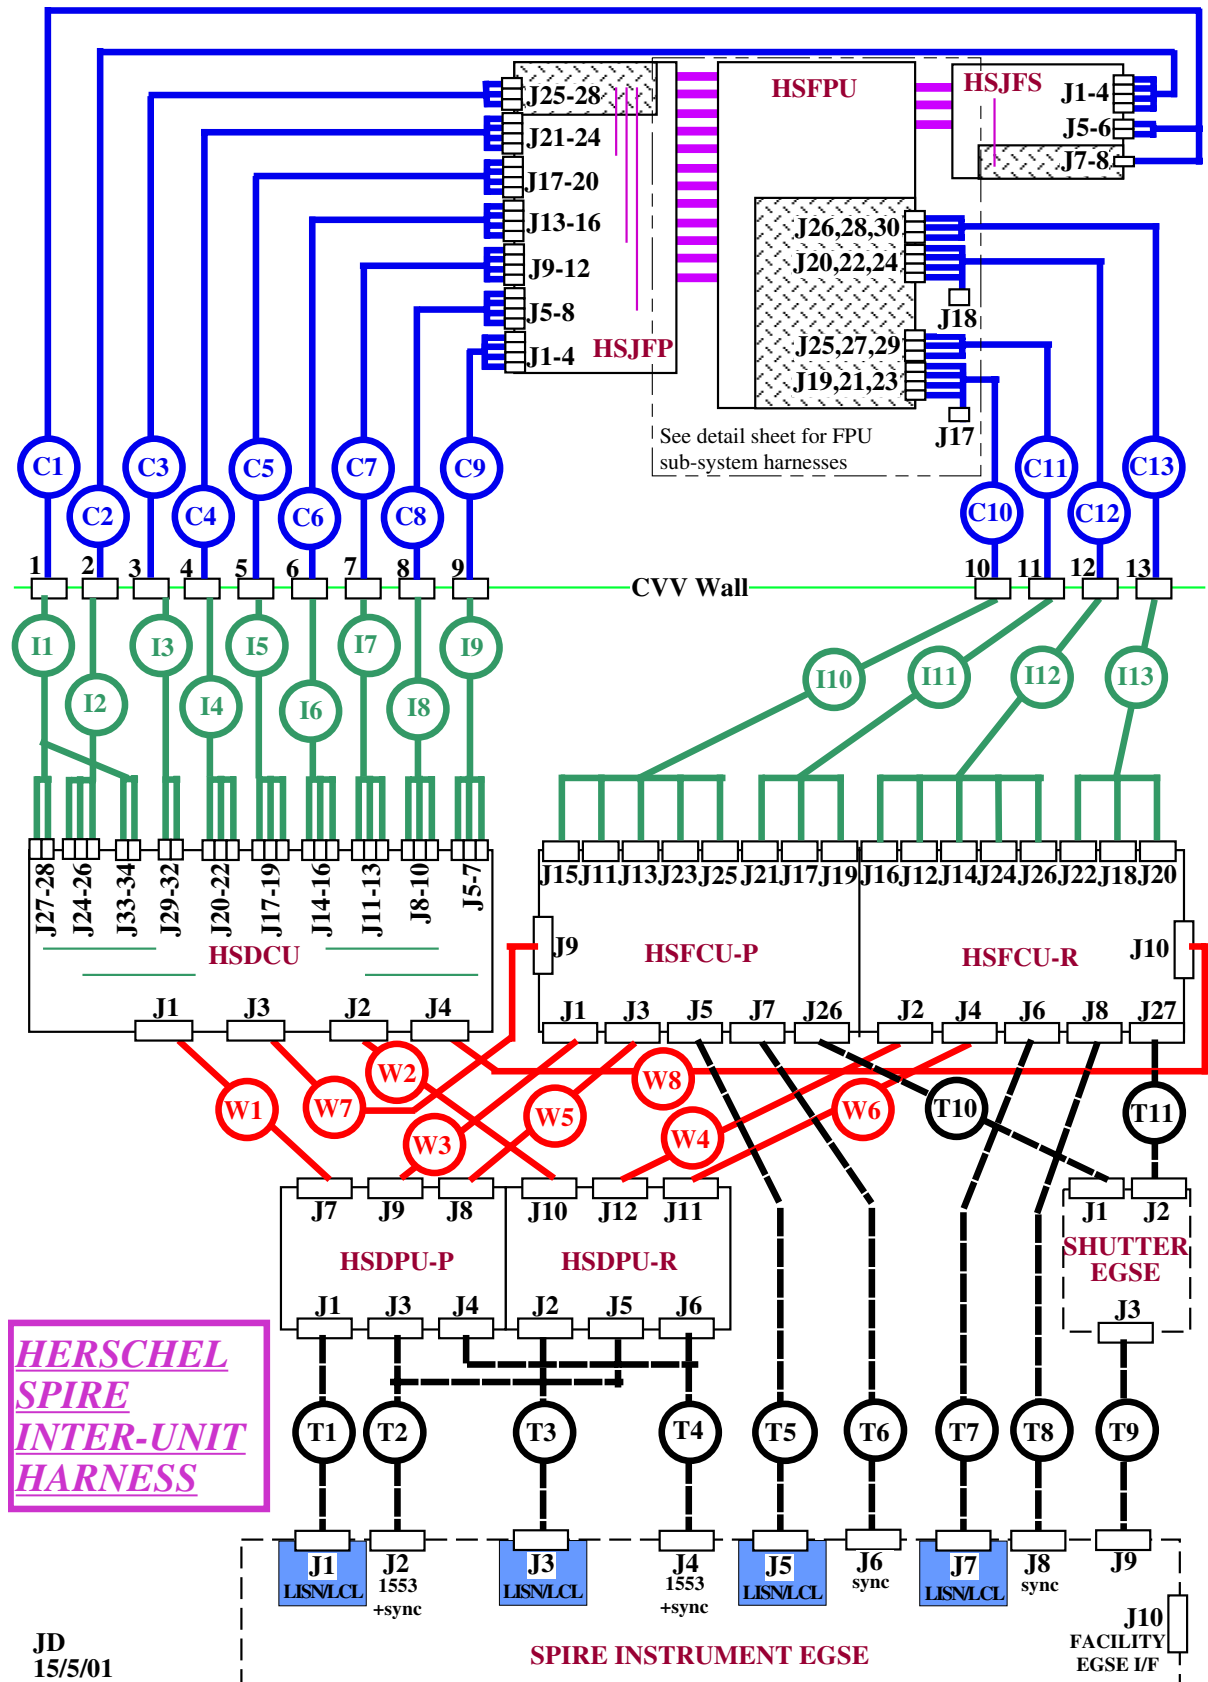 HSFPU
HSJFS
J25-28
J1-4
J21-24
J5-6
J7-8
J17-20
J13-16
J26,28,30
J9-12
J20,22,24
J5-8
J18
HSJFP
J25,27,29
J1-4
J19,21,23
J17
See detail sheet for FPU
sub-system harnesses
C1 C3 C5 C7 C9 C11 C13
C2 C4 C6 C8 C10 C12
1 2 3 4 5 6 7 8 9 10 11 12 13
CVV Wall
I1 I3 I5 I7 I9
I10 I11 I12 I13
I2 I4 I6 I8
J27-28 J24-26 J33-34 J29-32 J20-22 J17-19 J14-16 J11-13 J8-10 J5-7
J15 J11 J13 J23 J25 J21 J17 J19 J16 J12 J14 J24 J26 J22 J18 J20
HSDCU
J9 HSFCU-P HSFCU-R J10
J1 J3 J2 J4
J1 J3 J5 J7 J26 J2 J4 J6 J8 J27
W2 W8
W1 W7 W5 W6 T10 T11
W3 W4
J7 J9 J8 J10 J12 J11
J1 J2
HSDPU-P HSDPU-R
SHUTTER
EGSE
J1 J3 J4 J2 J5 J6
J3
HERSCHEL
SPIRE
INTER-UNIT
HARNESS
T1 T2 T3 T4 T5 T6 T7 T8 T9
J1 J2 J3 J4 J5 J6 J7 J8 J9
LISN/LCL
1553
+sync
LISN/LCL
1553
+sync
LISN/LCL
sync
LISN/LCL
sync
J10
FACILITY
EGSE I/F
SPIRE INSTRUMENT EGSE
JD
15/5/01